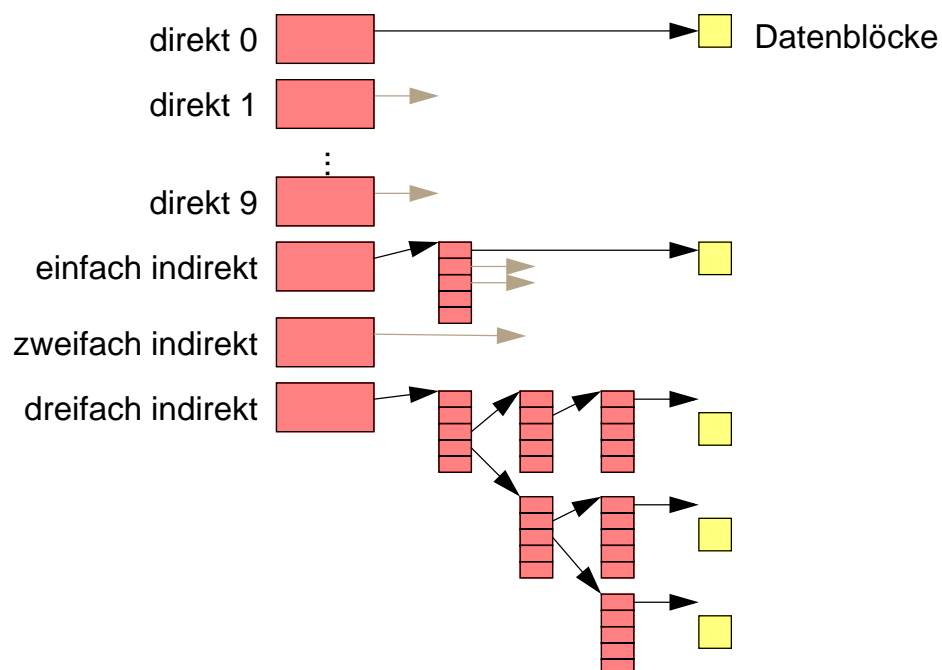 direkt 0
Datenblöcke
direkt 1
...
direkt 9
einfach indirekt
zweifach indirekt
dreifach indirekt